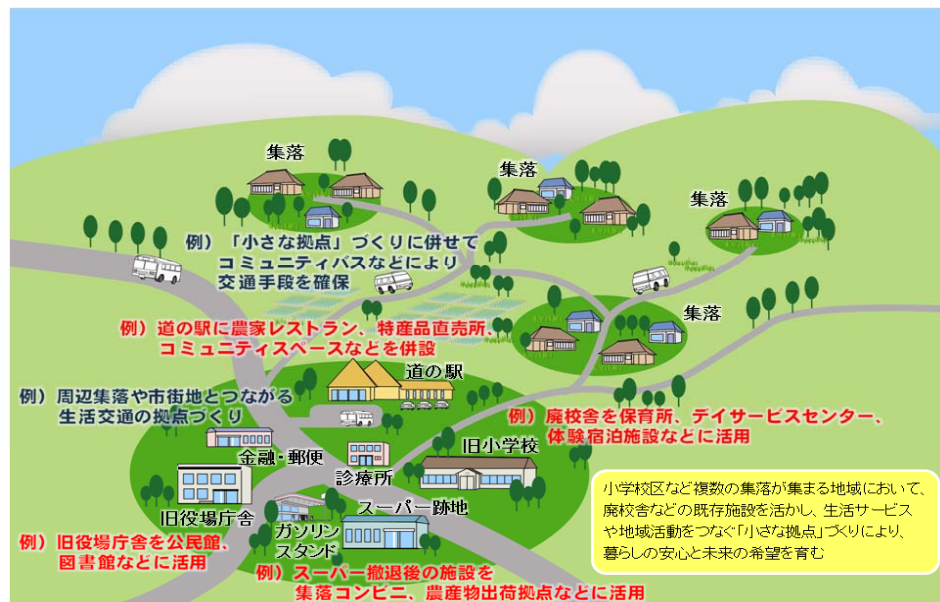 集落
集落
集落
例）「小さな拠点」づくりに併せて
コミュニティバスなどにより
交通手段を確保
集落
例）道の駅に農家レストラン、特産品直売所、
コミュニティスペースなどを併設
道の駅
例）周辺集落や市街地とつながる
生活交通の拠点づくり
例）廃校舎を保育所、デイサービスセンター、
体験宿泊施設などに活用
金融・郵便
診療所
旧小学校
旧役場庁舎
ガソリン
スタンド
スーパー跡地
例）旧役場庁舎を公民館、
図書館などに活用
例）スーパー撤退後の施設を
集落コンビニ、農産物出荷拠点などに活用
小学校区など複数の集落が集まる地域において、
廃校舎などの既存施設を活かし、生活サービス
や地域活動をつなぐ「小さな拠点」づくりにより、
暮らしの安心と未来の希望を育む